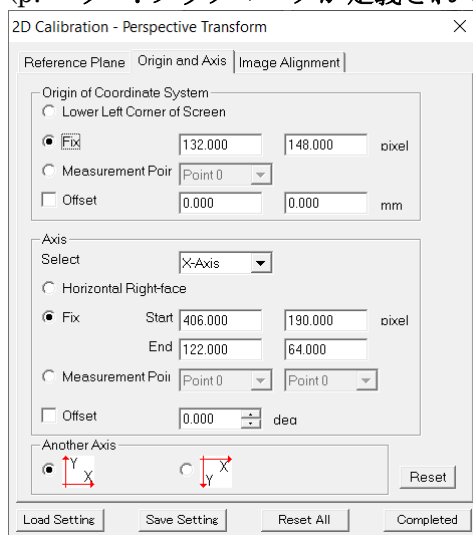 2D Calibration - Perspective Transform
Reference Plane Origin and Axis Image Alignment
Origin of Coordinate System
Lower Left Corner of Screen
Fix 132.000 148.000 pixel
Measurement Poir Point 0
Offset 0.000 0.000 mm
Axis
Select X-Axis
Horizontal Right-face
Fix Start 406.000 190.000 pixel
End 122.000 64.000
Measurement Poii Point 0 Point 0
Offset 0.000 deg
Another Axis
Y X Y X
Reset
Load Setting Save Setting Reset All Completed